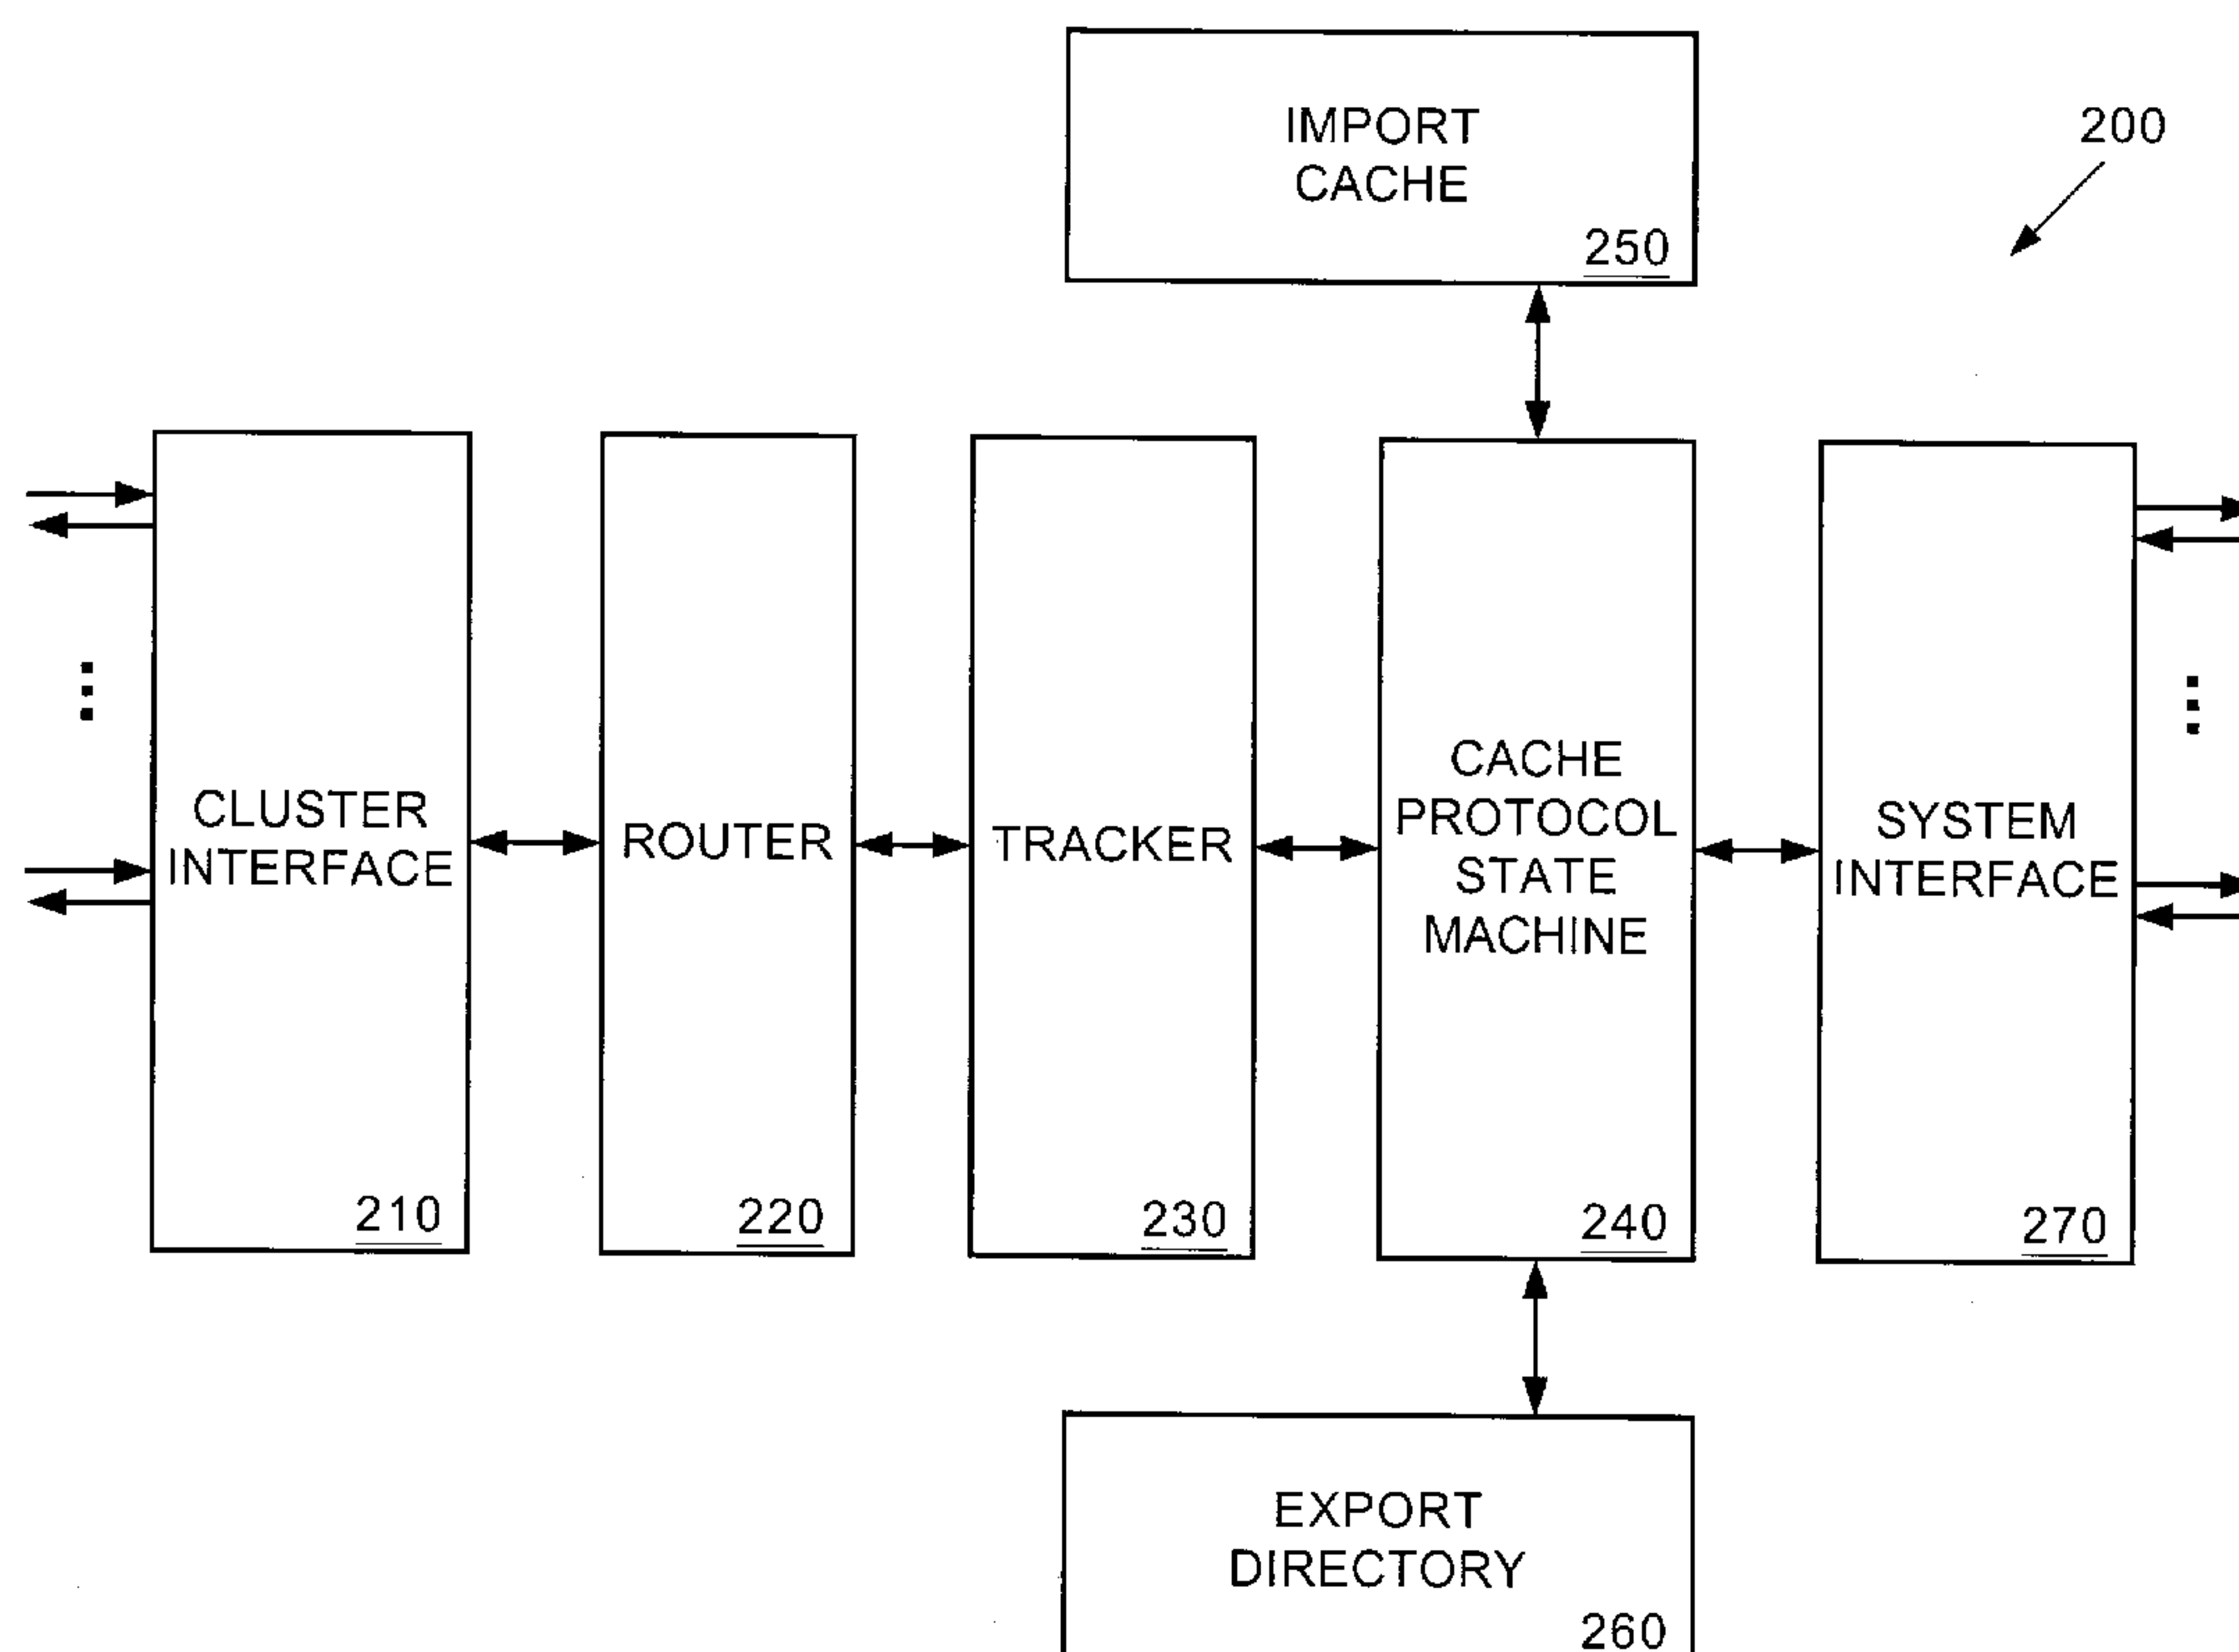 IMPORT
CACHE
250
200
CLUSTER
INTERFACE
210
ROUTER
220
TRACKER
230
CACHE
PROTOCOL
STATE
MACHINE
240
SYSTEM
INTERFACE
270
EXPORT
DIRECTORY
260